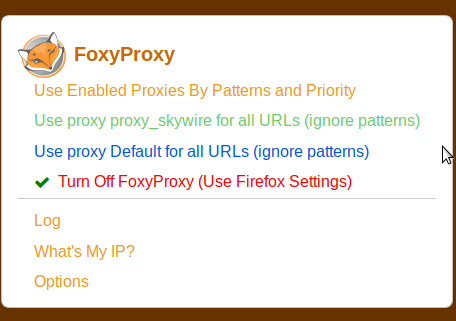 FoxyProxy
Use Enabled Proxies By Patterns and Priority
Use proxy proxy_skywire for all URLs (ignore patterns)
Use proxy Default for all URLs (ignore patterns)
Turn Off FoxyProxy (Use Firefox Settings)
Log
What's My IP?
Options